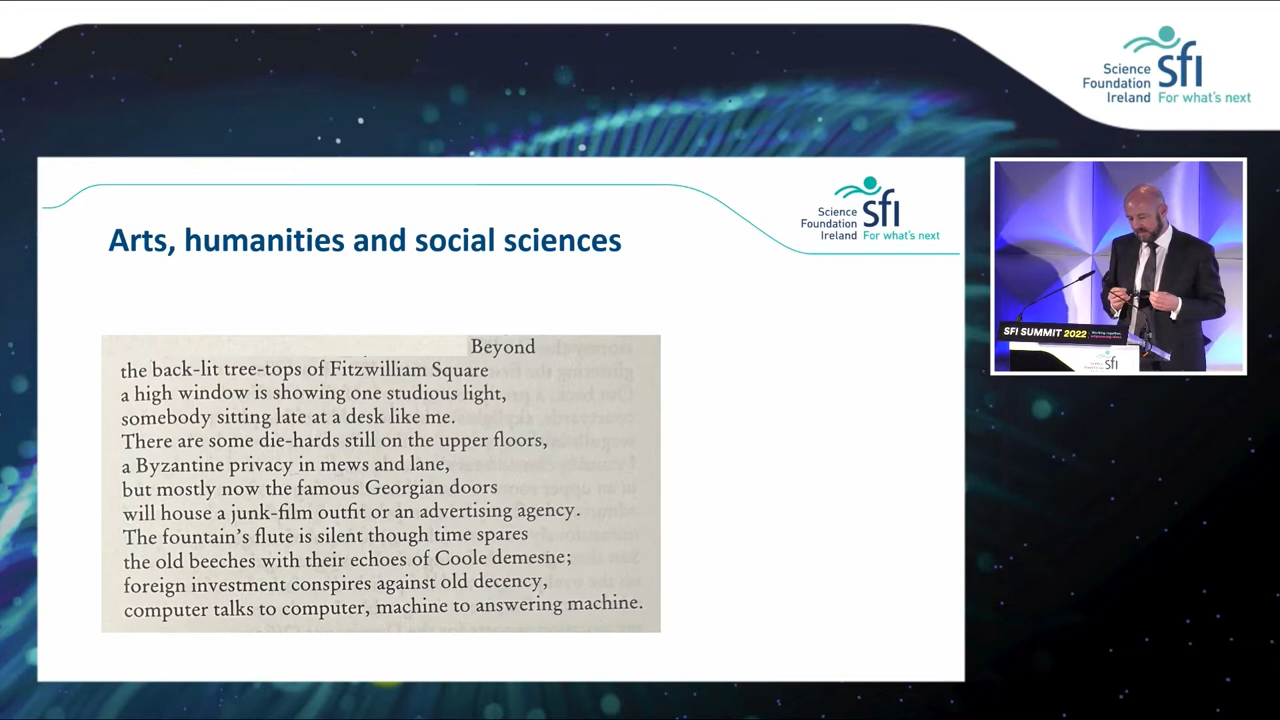 Science
Foundation
Ireland
sfi
For what's next
Arts, humanities and social sciences
Science
Foundation
Ireland
sfi
For what's next
Beyond
the back-lit tree-tops of Fitzwilliam Square
a high window is showing one studious light,
somebody sitting late at a desk like me.
There are some die-hards still on the upper floors,
a Byzantine privacy in mews and lane,
but mostly now the famous Georgian doors
will house a junk-film outfit or an advertising agency.
The fountain's flute is silent though time spares
the old beeches with their echoes of Coole demesne;
foreign investment conspires against old decency,
computer talks to computer, machine to answering machine.
SFI SUMMIT 2022
sfi